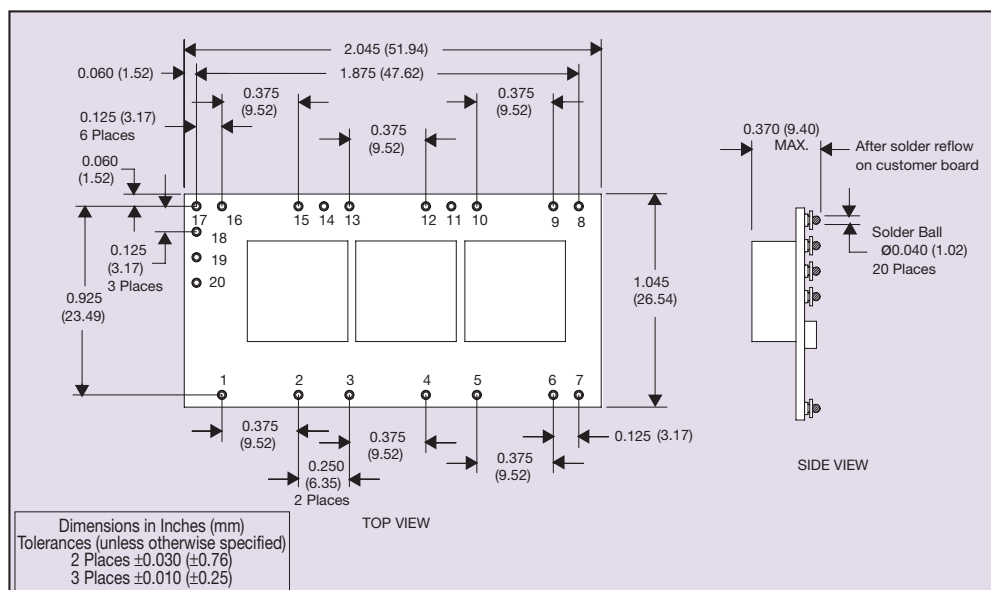 2.045 (51.94)
0.060 (1.52)
1.875 (47.62)
0.375
(9.52)
0.375
(9.52)
0.125 (3.17)
6 Places
0.375
(9.52)
0.060
(1.52)
17 16 15 14 13 12 11 10 9 8
18
19
20
0.125
(3.17)
3 Places
0.925
(23.49)
1.045
(26.54)
1 2 3 4 5 6 7
0.375
(9.52)
0.375
(9.52)
0.125 (3.17)
0.250
(6.35)
2 Places
0.375
(9.52)
TOP VIEW
0.370 (9.40)
MAX.
After solder reflow
on customer board
Solder Ball
Ø0.040 (1.02)
20 Places
SIDE VIEW
Dimensions in Inches (mm)
Tolerances (unless otherwise specified)
2 Places ±0.030 (±0.76)
3 Places ±0.010 (±0.25)